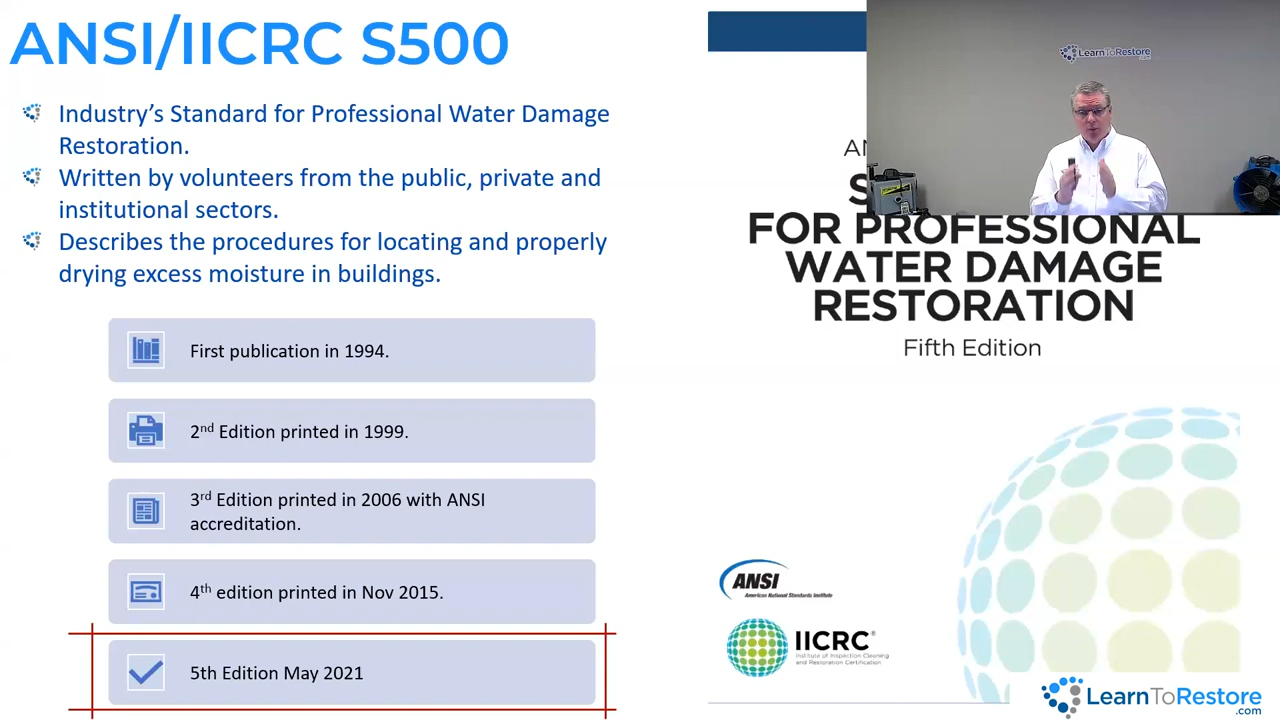 ANSI/IICRC S500
Industry's Standard for Professional Water Damage
Restoration.
Written by volunteers from the public, private and
institutional sectors.
Describes the procedures for locating and properly
drying excess moisture in buildings.
First publication in 1994.
2nd Edition printed in 1999.
3rd Edition printed in 2006 with ANSI
accreditation.
4th edition printed in Nov 2015.
5th Edition May 2021
LearnToRestore
.com
FOR PROFESSIONAL
WATER DAMAGE
RESTORATION
Fifth Edition
ANSI
American National Standards Institute
IICRC®
Institute of Inspection Cleaning
and Restoration Certification
LearnToRestore
.com